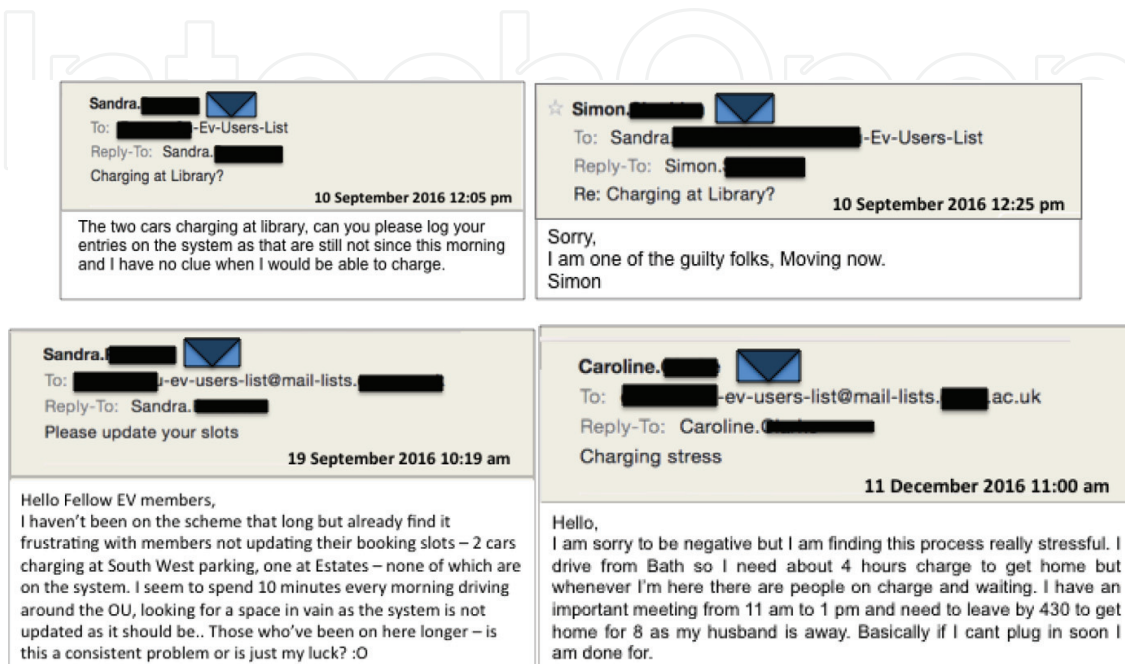 IntechOpen
Sandra.
To: -Ev-Users-List
Reply-To: Sandra.
Charging at Library?
10 September 2016 12:05 pm
The two cars charging at library, can you please log your
entries on the system as that are still not since this morning
and I have no clue when I would be able to charge.
Simon.
To: Sandra. -Ev-Users-List
Reply-To: Simon.
Re: Charging at Library?
10 September 2016 12:25 pm
Sorry,
I am one of the guilty folks, Moving now.
Simon
Sandra.
To: -ev-users-list@mail-lists.
Reply-To: Sandra.
Please update your slots
19 September 2016 10:19 am
Hello Fellow EV members,
I haven't been on the scheme that long but already find it
frustrating with members not updating their booking slots – 2 cars
charging at South West parking, one at Estates – none of which are
on the system. I seem to spend 10 minutes every morning driving
around the OU, looking for a space in vain as the system is not
updated as it should be.. Those who've been on here longer – is
this a consistent problem or is just my luck? :O
Caroline.
To: -ev-users-list@mail-lists. .ac.uk
Reply-To: Caroline.
Charging stress
11 December 2016 11:00 am
Hello,
I am sorry to be negative but I am finding this process really stressful. I
drive from Bath so I need about 4 hours charge to get home but
whenever I'm here there are people on charge and waiting. I have an
important meeting from 11 am to 1 pm and need to leave by 430 to get
home for 8 as my husband is away. Basically if I cant plug in soon I
am done for.